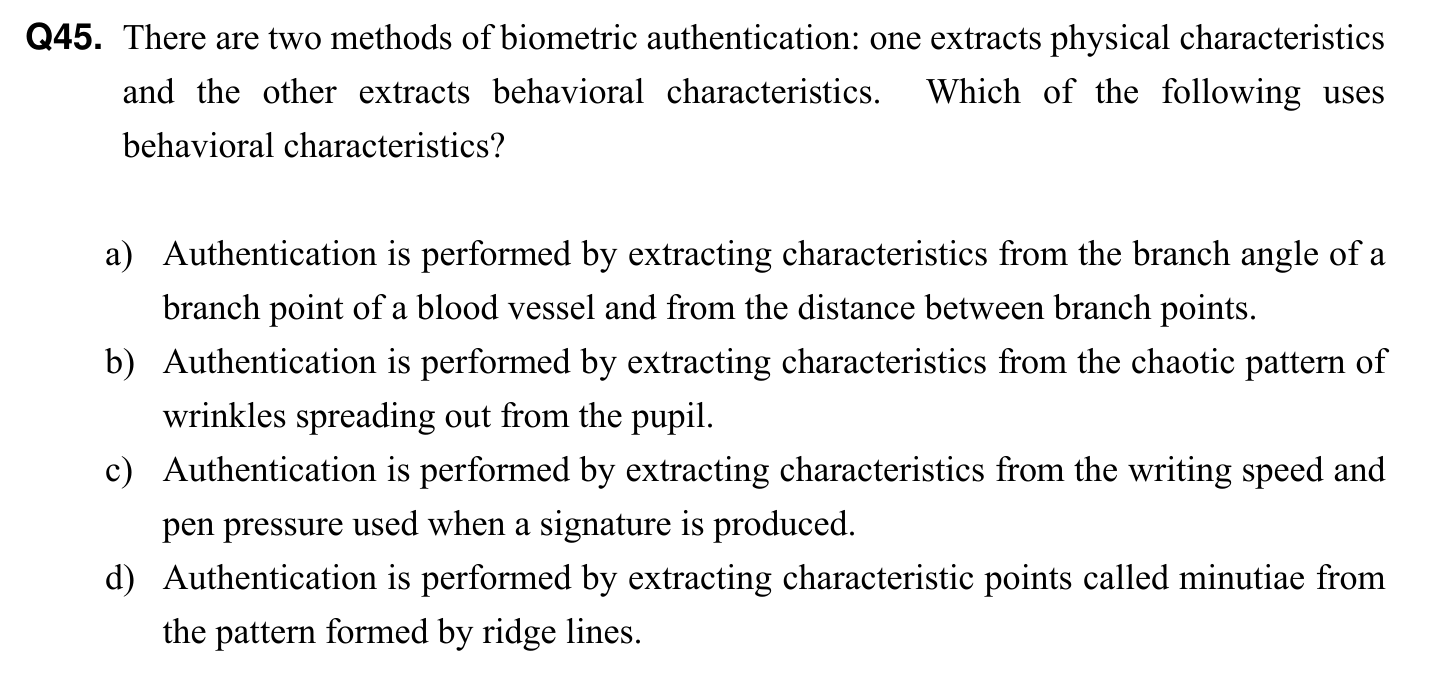 Q45. There are two methods of biometric authentication: one extracts physical characteristics
and the other extracts behavioral characteristics. Which of the following uses
behavioral characteristics?
a) Authentication is performed by extracting characteristics from the branch angle of a
branch point of a blood vessel and from the distance between branch points.
b) Authentication is performed by extracting characteristics from the chaotic pattern of
wrinkles spreading out from the pupil.
c) Authentication is performed by extracting characteristics from the writing speed and
pen pressure used when a signature is produced.
d) Authentication is performed by extracting characteristic points called minutiae from
the pattern formed by ridge lines.